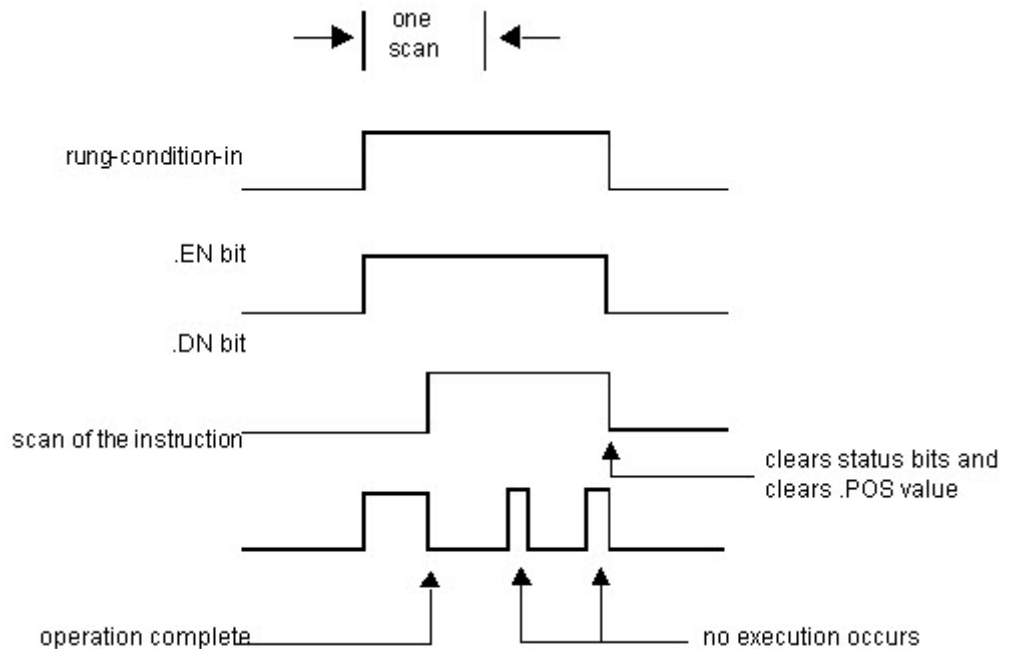 one
scan
rung-condition-in
.EN bit
.DN bit
scan of the instruction
clears status bits and
clears .POS value
operation complete
no execution occurs